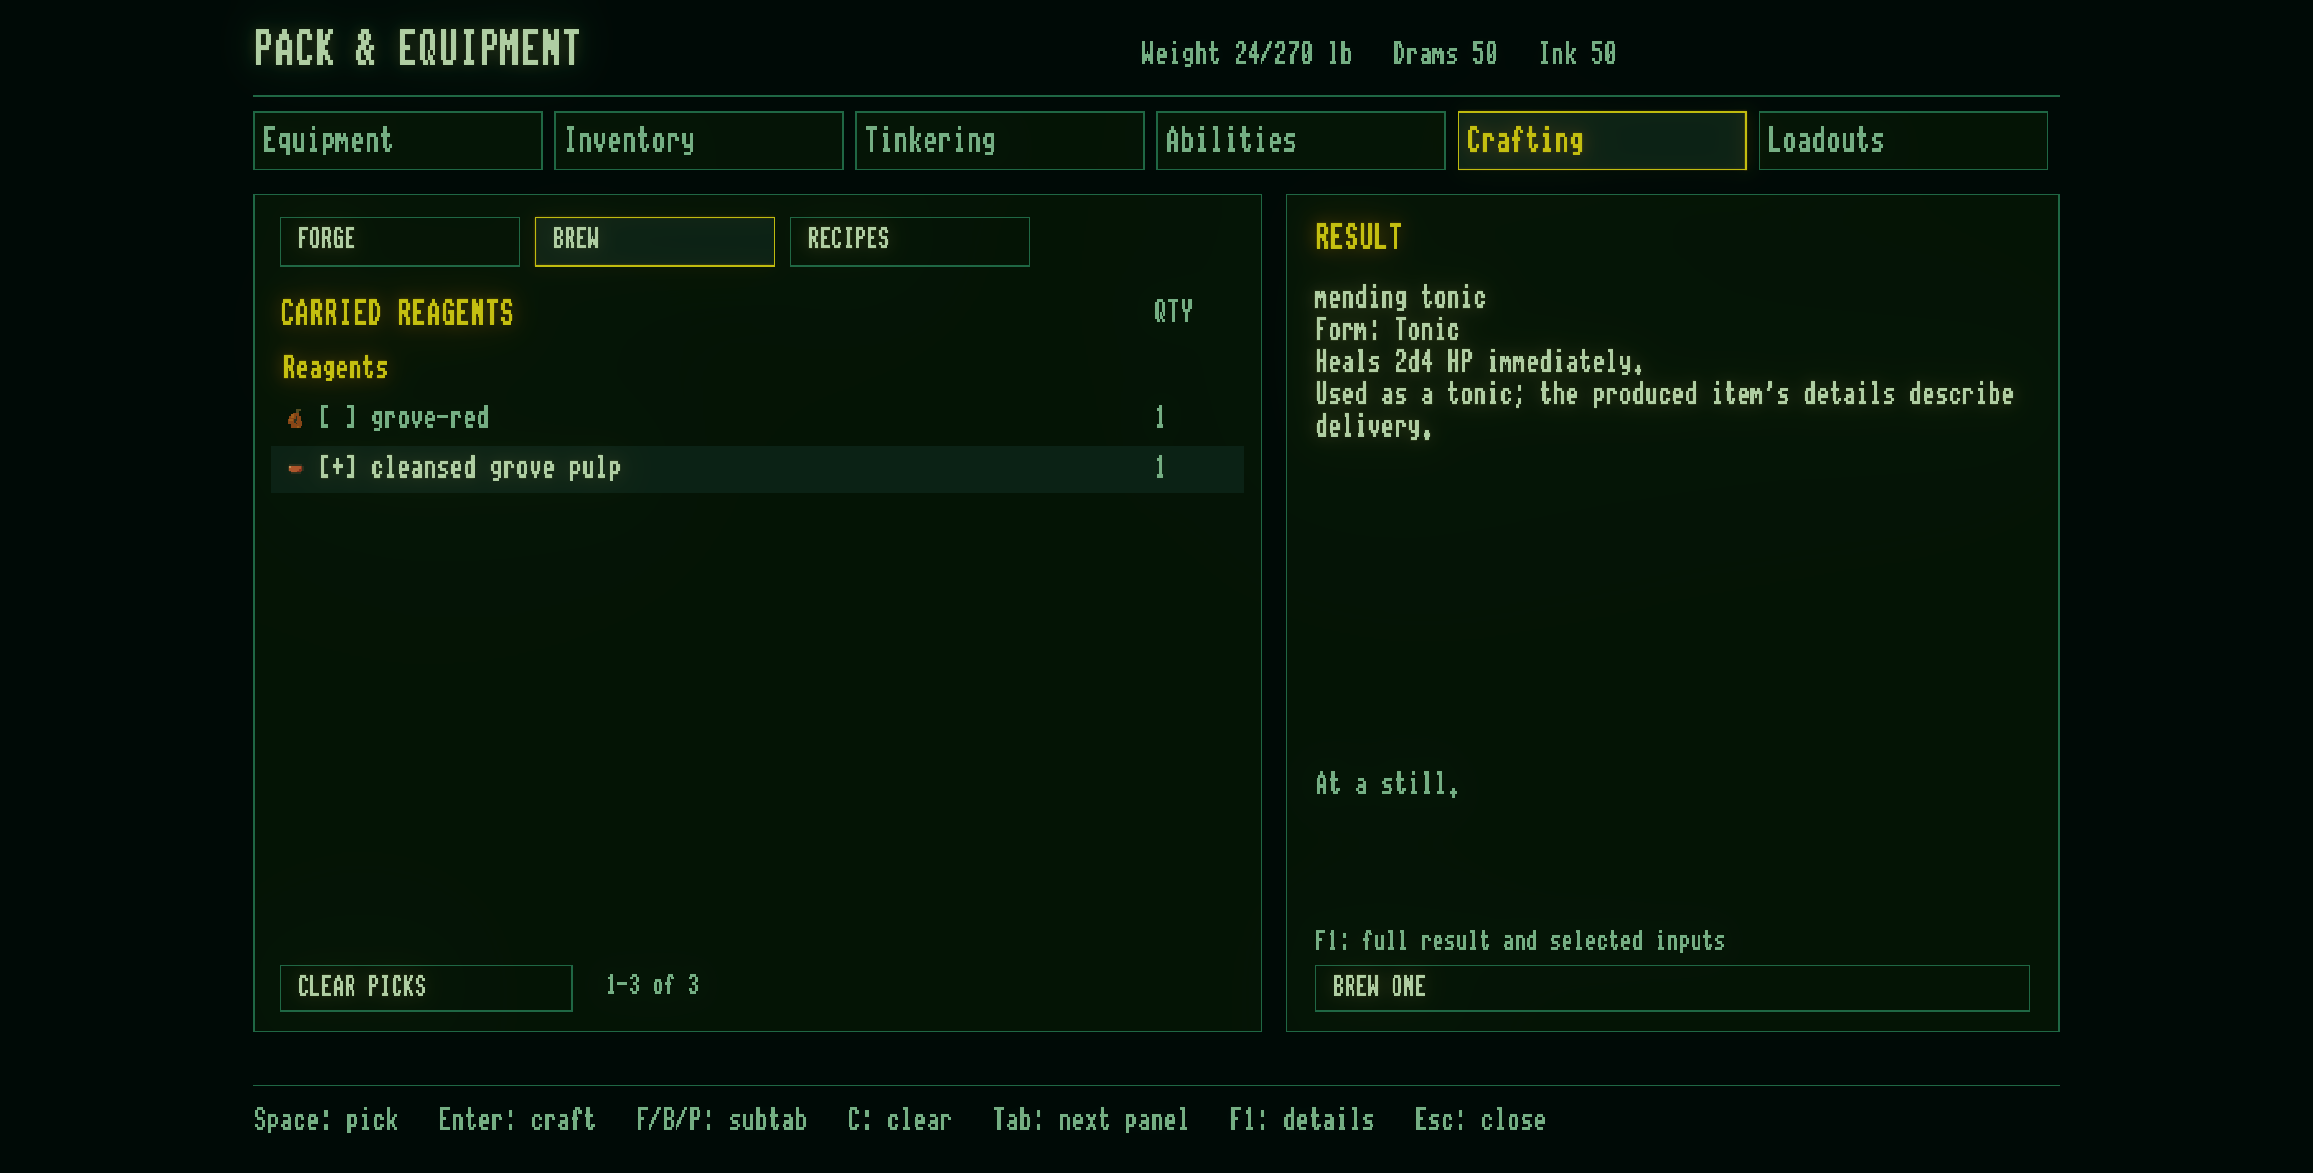 PACK & EQUIPMENT
Weight 24/270 lb Drams 50 Ink 50
Equipment Inventory Tinkering Abilities Crafting Loadouts
FORGE BREW RECIPES
CARRIED REAGENTS QTY
Reagents
[ ] grove-red 1
[+] cleansed grove pulp 1
CLEAR PICKS 1-3 of 3
RESULT
mending tonic
Form: Tonic
Heals 2d4 HP immediately.
Used as a tonic; the produced item's details describe
delivery.
At a still.
F1: full result and selected inputs
BREW ONE
Space: pick Enter: craft F/B/P: subtab C: clear Tab: next panel F1: details Esc: close